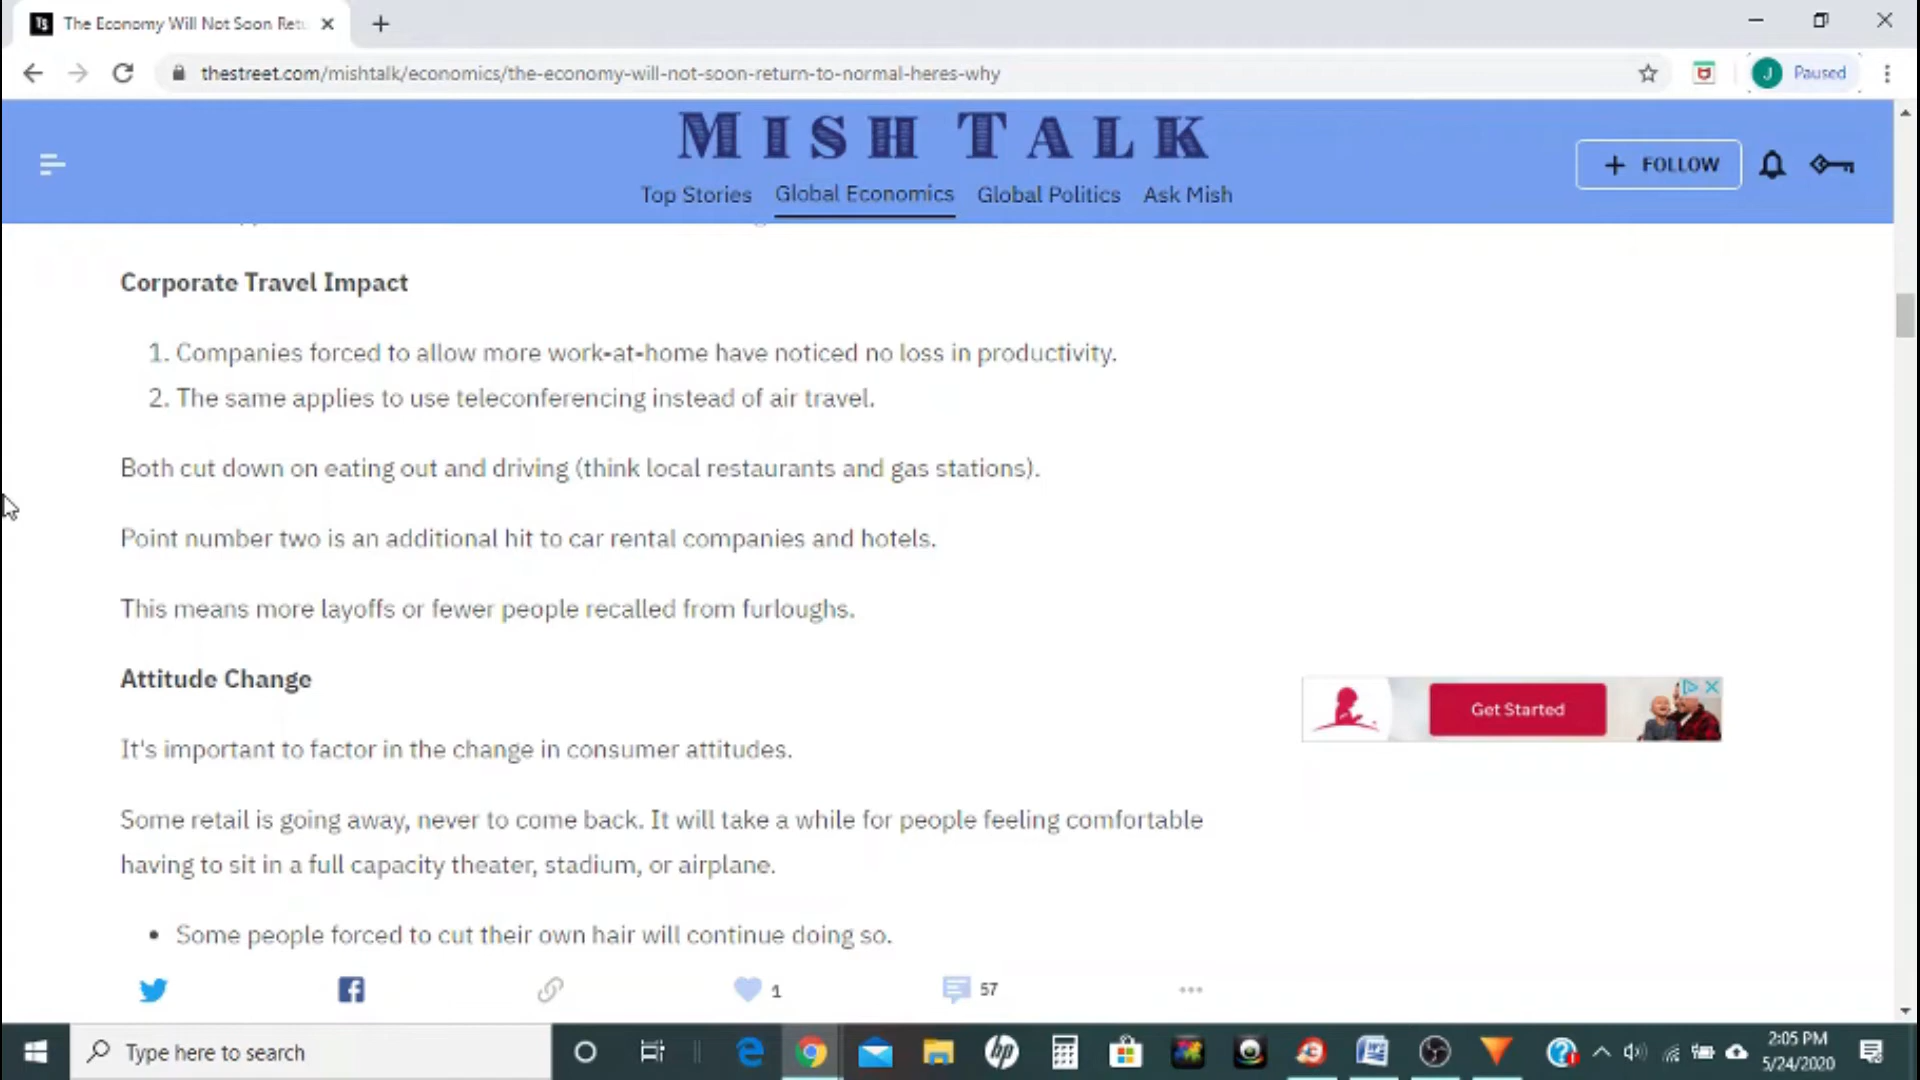 The Economy Will Not Soon Ret
thestreet.com/mishtalk/economics/the-economy-will-not-soon-return-to-normal-heres-why
J Paused
MISH TALK
Top Stories Global Economics Global Politics Ask Mish
+ FOLLOW
Corporate Travel Impact
1. Companies forced to allow more work-at-home have noticed no loss in productivity.
2. The same applies to use teleconferencing instead of air travel.
Both cut down on eating out and driving (think local restaurants and gas stations).
Point number two is an additional hit to car rental companies and hotels.
This means more layoffs or fewer people recalled from furloughs.
Attitude Change
Get Started
It's important to factor in the change in consumer attitudes.
Some retail is going away, never to come back. It will take a while for people feeling comfortable
having to sit in a full capacity theater, stadium, or airplane.
• Some people forced to cut their own hair will continue doing so.
1
57
Type here to search
hp
2:05 PM
5/24/2020